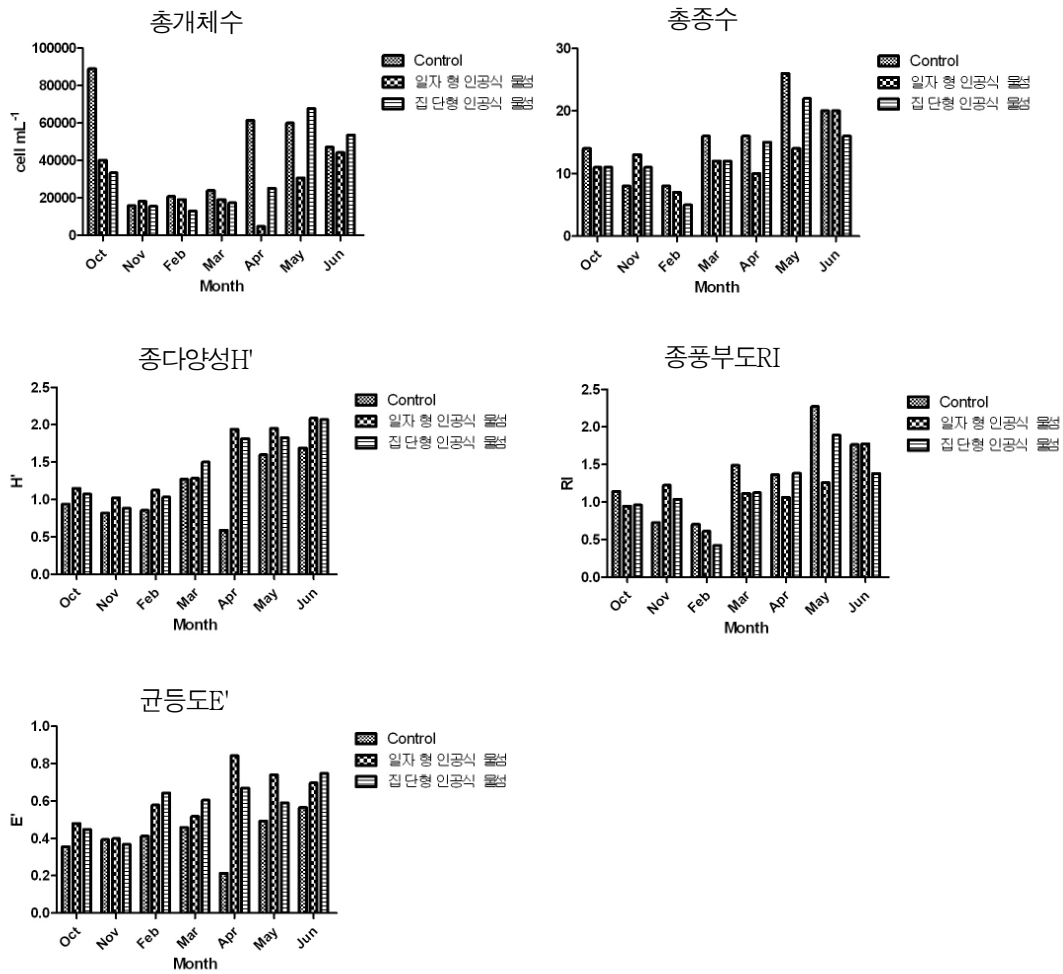 총개체수
100000
80000
60000
40000
20000
0
cell mL-1
Oct Nov Feb Mar Apr May Jun
Month
Control
일자 형 인공식 물섬
집 단형 인공식 물섬
총종수
30
20
10
0
Oct Nov Feb Mar Apr May Jun
Month
Control
일자 형 인공식 물섬
집 단형 인공식 물섬
종다양성H'
2.5
2.0
1.5
1.0
0.5
0.0
H'
Oct Nov Feb Mar Apr May Jun
Month
Control
일자 형 인공식 물섬
집 단형 인공식 물섬
종풍부도RI
2.5
2.0
1.5
1.0
0.5
0.0
RI
Oct Nov Feb Mar Apr May Jun
Month
Control
일자 형 인공식 물섬
집 단형 인공식 물섬
균등도E'
1.0
0.8
0.6
0.4
0.2
0.0
E'
Oct Nov Feb Mar Apr May Jun
Month
Control
일자 형 인공식 물섬
집 단형 인공식 물섬